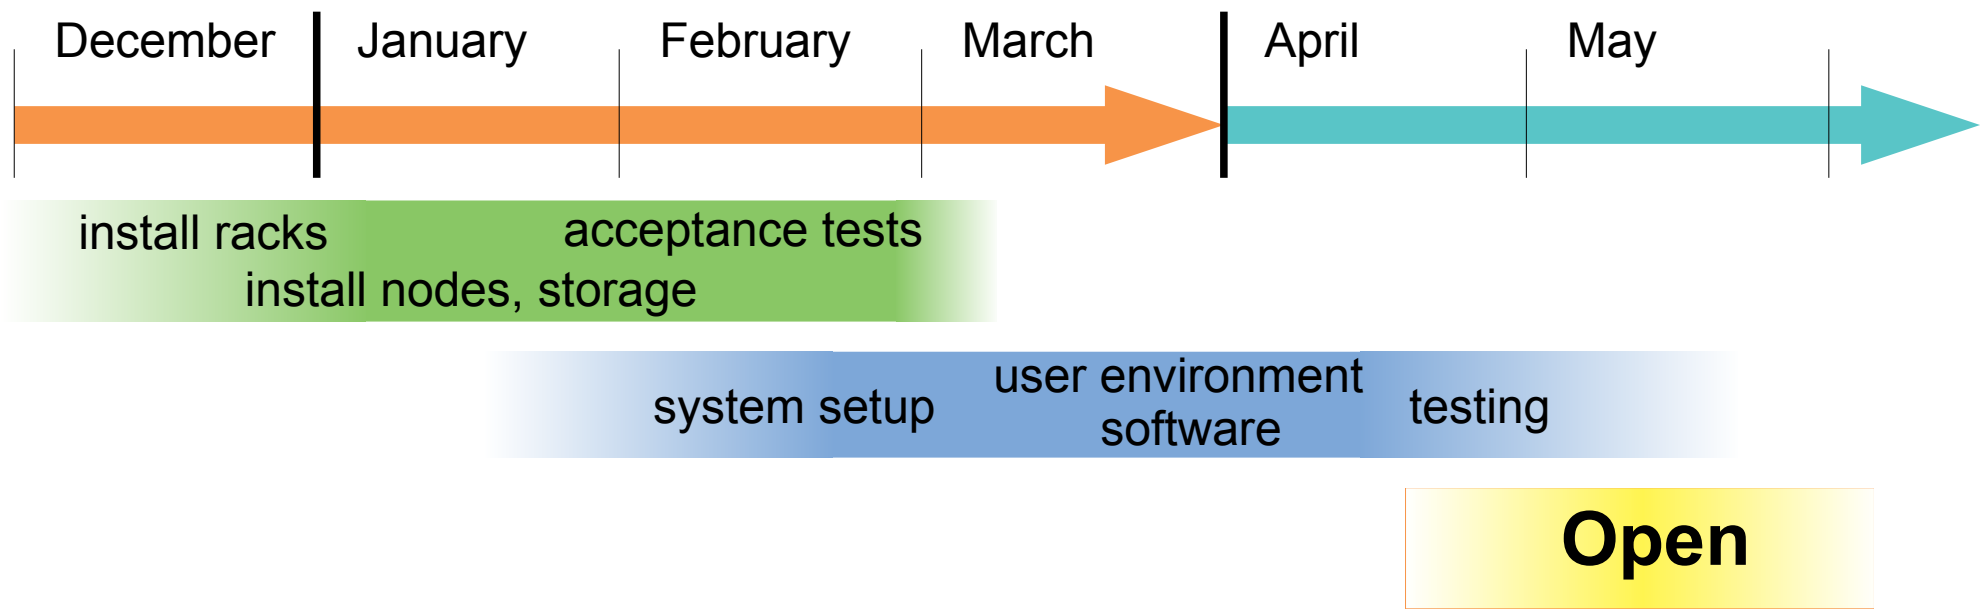 December January February March April May
install racks acceptance tests
install nodes, storage
user environment
system setup software testing
Open